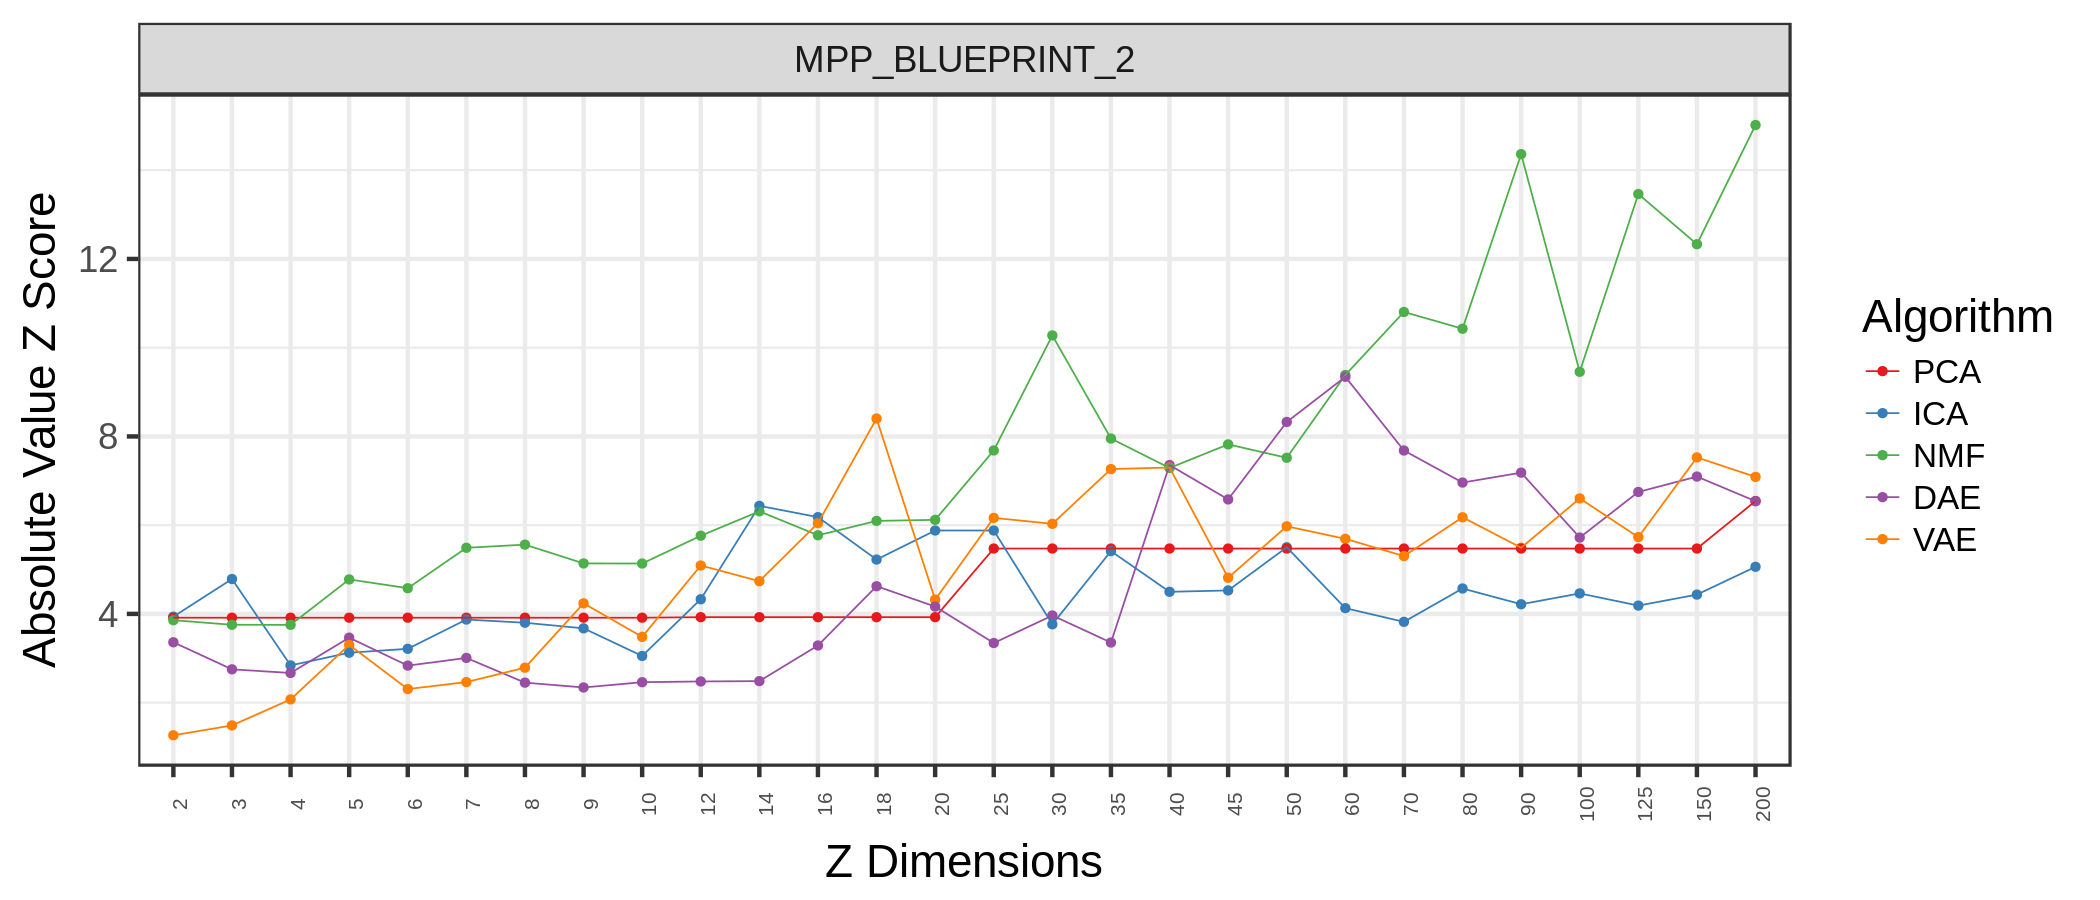 MPP_BLUEPRINT_2
Absolute Value Z Score
12
8
4
2 3 4 5 6 7 8 9 10 12 14 16 18 20 25 30 35 40 45 50 60 70 80 90 100 125 150 200
Z Dimensions
Algorithm
PCA
ICA
NMF
DAE
VAE